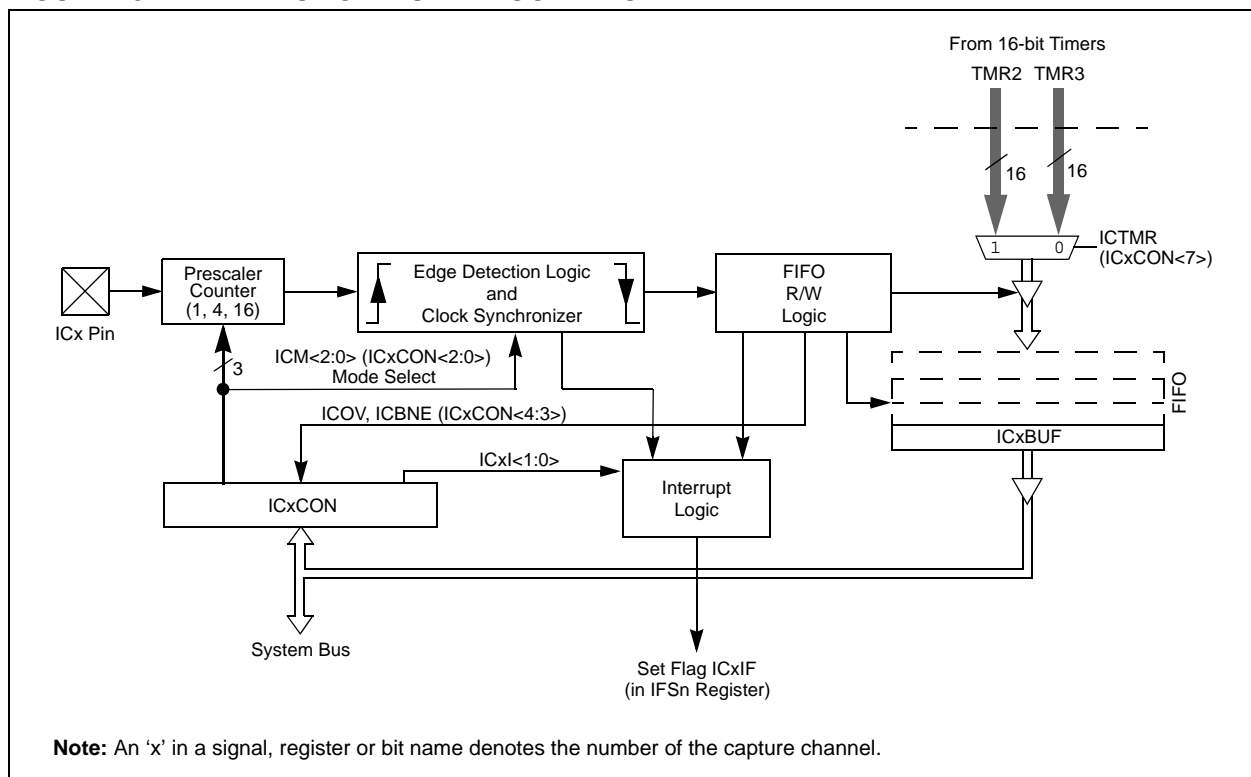 From 16-bit Timers
TMR2 TMR3
16 16
1 0
ICTMR
(ICxCON<7>)
Prescaler
Counter
(1, 4, 16)
Edge Detection Logic
and
Clock Synchronizer
FIFO
R/W
Logic
ICx Pin
3
ICM<2:0> (ICxCON<2:0>)
Mode Select
FIFO
ICOV, ICBNE (ICxCON<4:3>)
ICxBUF
ICxI<1:0>
ICxCON
Interrupt
Logic
System Bus
Set Flag ICxIF
(in IFSn Register)
Note: An ‘x’ in a signal, register or bit name denotes the number of the capture channel.